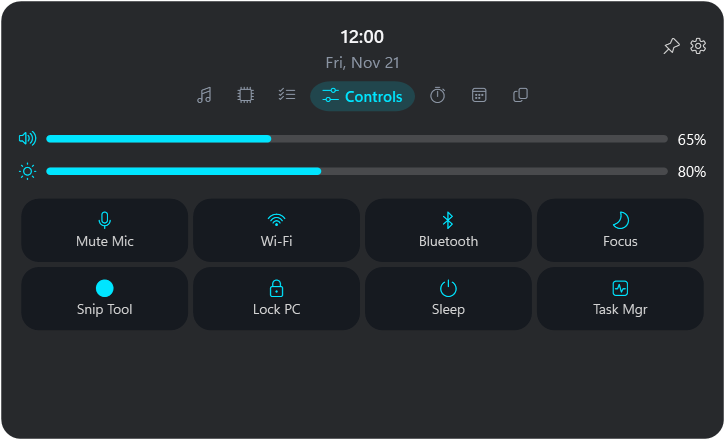 12:00
Fri, Nov 21
Controls
65%
80%
Mute Mic
Wi-Fi
Bluetooth
Focus
Snip Tool
Lock PC
Sleep
Task Mgr